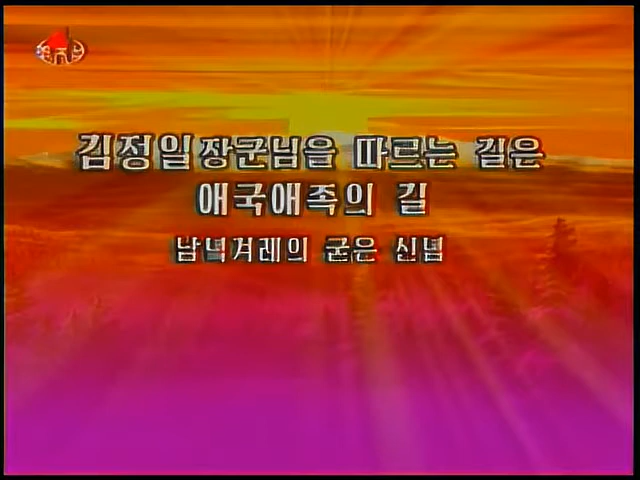 김정일장군님을 따르는 길은
애국애족의 길
남녘겨레의 굳은 신념